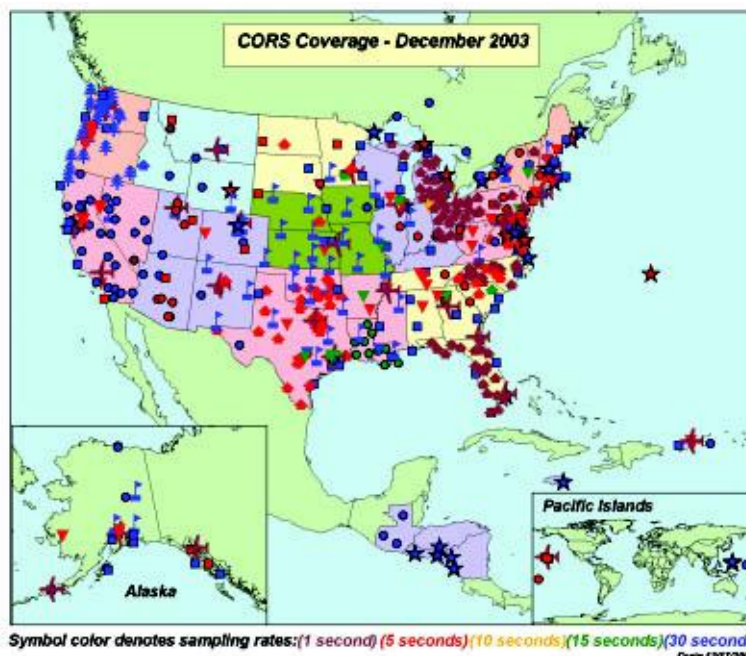 CORS Coverage - December 2003
Pacific Islands
Alaska
Symbol color denotes sampling rates:(1 second)(5 seconds)(10 seconds)(15 seconds)(30 second